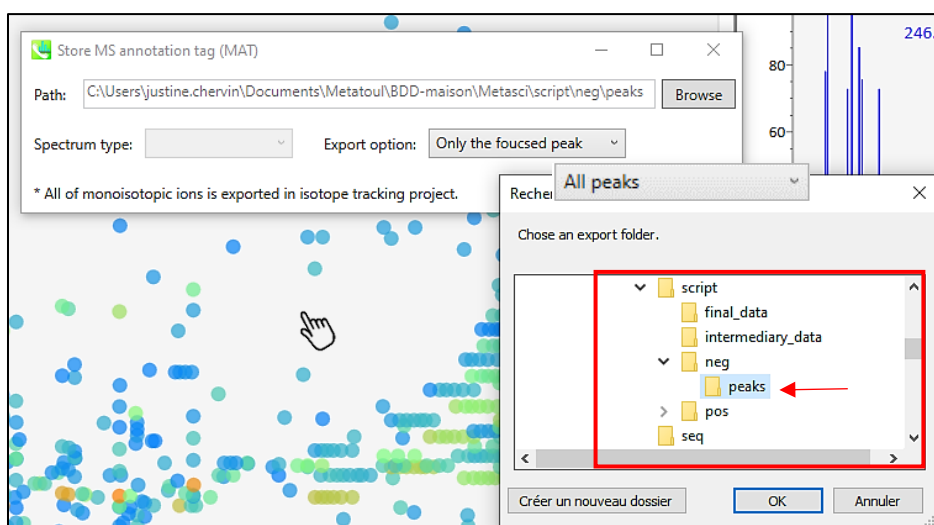 Store MS annotation tag (MAT)
Path: C:\Users\justine.chervin\Documents\Metatoul\BDD-maison\Metasci\script\neg\peaks Browse
Spectrum type: Export option: Only the foucsed peak
* All of monoisotopic ions is exported in isotope tracking project.
246.
80
60
All peaks
Recher
Chose an export folder.
script
final_data
intermediary_data
neg
peaks
pos
seq
Créer un nouveau dossier OK Annuler